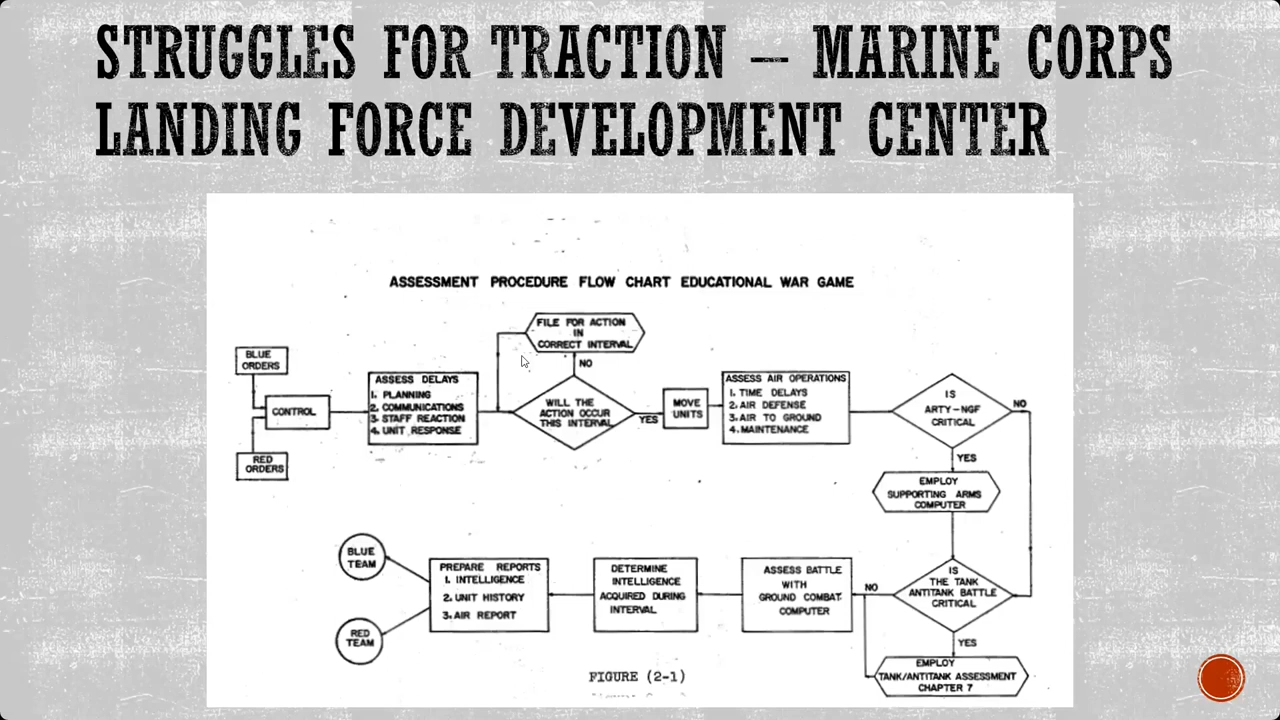 STRUGGLES FOR TRACTION – MARINE CORPS
LANDING FORCE DEVELOPMENT CENTER
ASSESSMENT PROCEDURE FLOW CHART EDUCATIONAL WAR GAME
BLUE
ORDERS
RED
ORDERS
CONTROL
ASSESS DELAYS
1. PLANNING
2. COMMUNICATIONS
3. STAFF REACTION
4. UNIT RESPONSE
FILE FOR ACTION
IN
CORRECT INTERVAL
NO
WILL THE
ACTION OCCUR
THIS INTERVAL
YES
MOVE
UNITS
ASSESS AIR OPERATIONS
1. TIME DELAYS
2. AIR DEFENSE
3. AIR TO GROUND
4. MAINTENANCE
IS
ARTY-NGF
CRITICAL
NO
YES
EMPLOY
SUPPORTING ARMS
COMPUTER
IS
THE TANK
ANTITANK BATTLE
CRITICAL
NO
YES
EMPLOY
TANK/ANTITANK ASSESSMENT
CHAPTER 7
ASSESS BATTLE
WITH
GROUND COMBAT
COMPUTER
DETERMINE
INTELLIGENCE
ACQUIRED DURING
INTERVAL
PREPARE REPORTS
1. INTELLIGENCE
2. UNIT HISTORY
3. AIR REPORT
BLUE
TEAM
RED
TEAM
FIGURE (2-1)